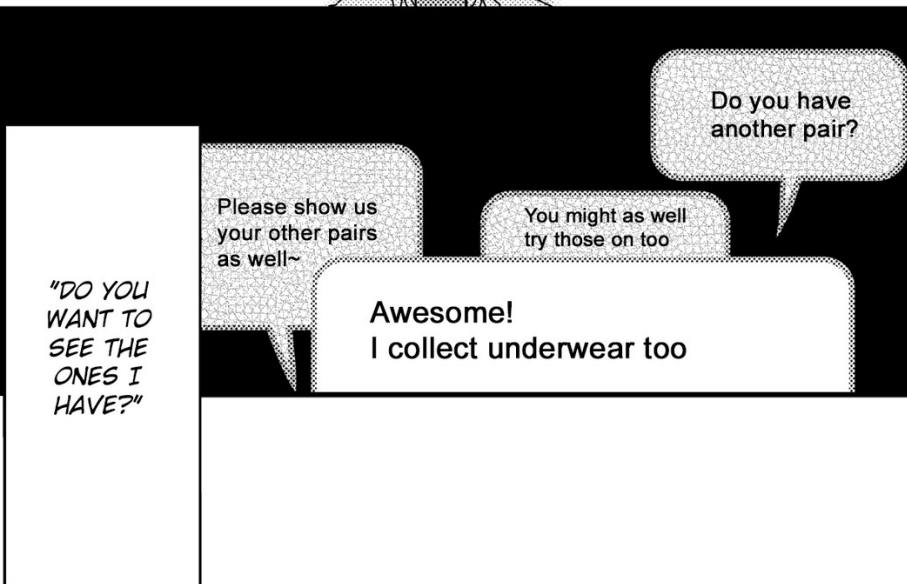 Do you have
another pair?
Please show us
your other pairs
as well~
You might as well
try those on too
Awesome!
I collect underwear too
"DO YOU
WANT TO
SEE THE
ONES I
HAVE?"